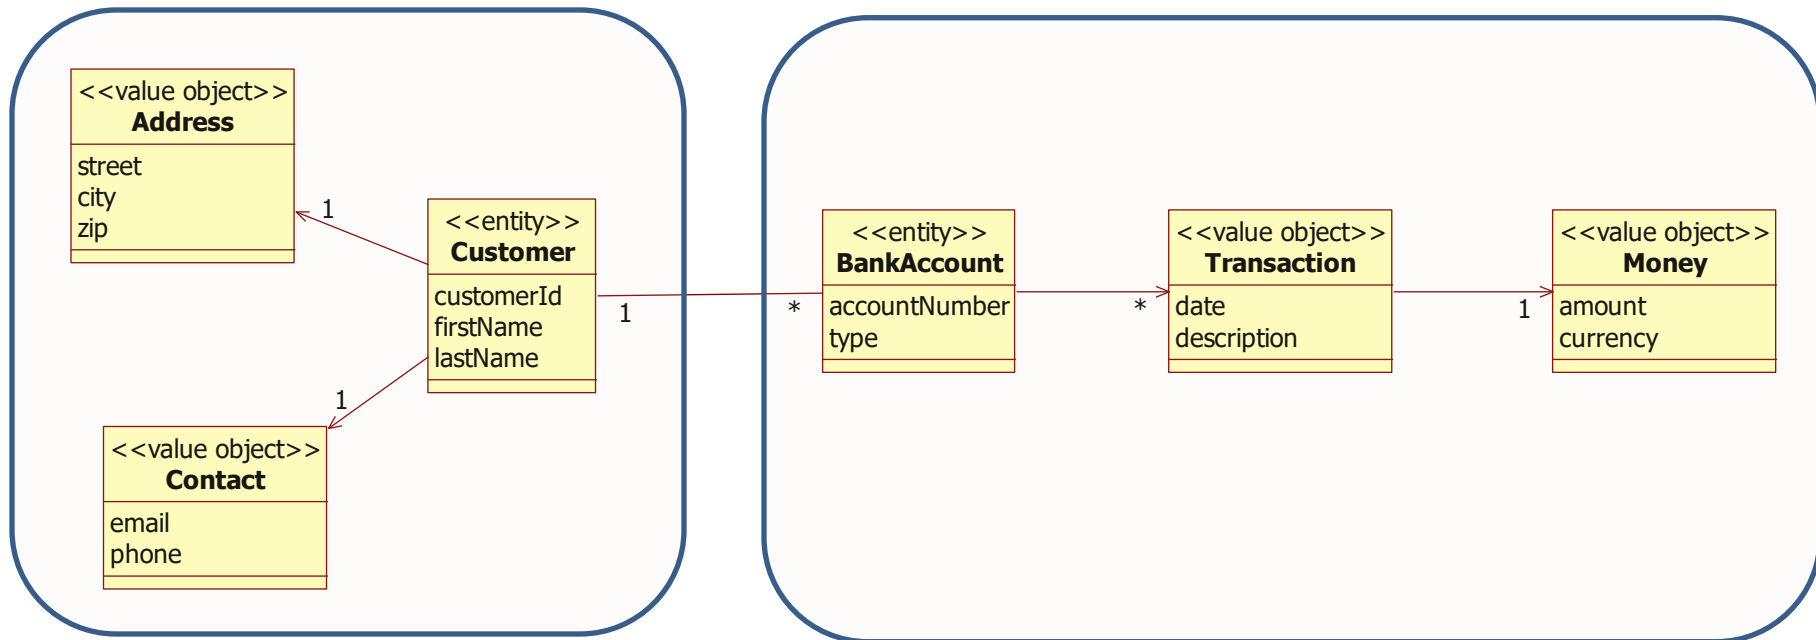 <<value object>>
Address
street
city
zip
1
<<entity>>
Customer
customerId
firstName
lastName
1
1
<<value object>>
Contact
email
phone
*
<<entity>>
BankAccount
accountNumber
type
*
<<value object>>
Transaction
date
description
1
<<value object>>
Money
amount
currency